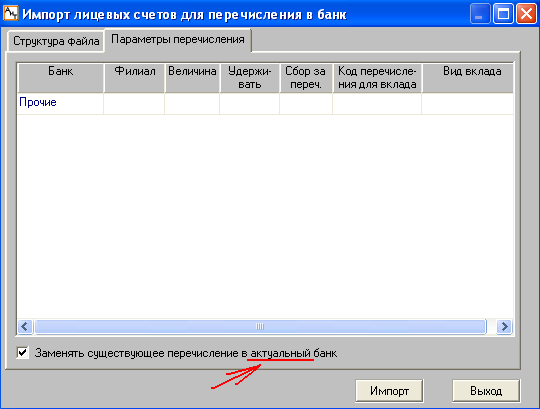 Импорт лицевых счетов для перечисления в банк
Структура файла Параметры перечисления
Банк Филиал Величина Удержи- Сбор за Код перечисле- Вид вклада
вать переч. ния для вклада
Прочие
Заменять существующее перечисление в актуальный банк
Импорт Выход